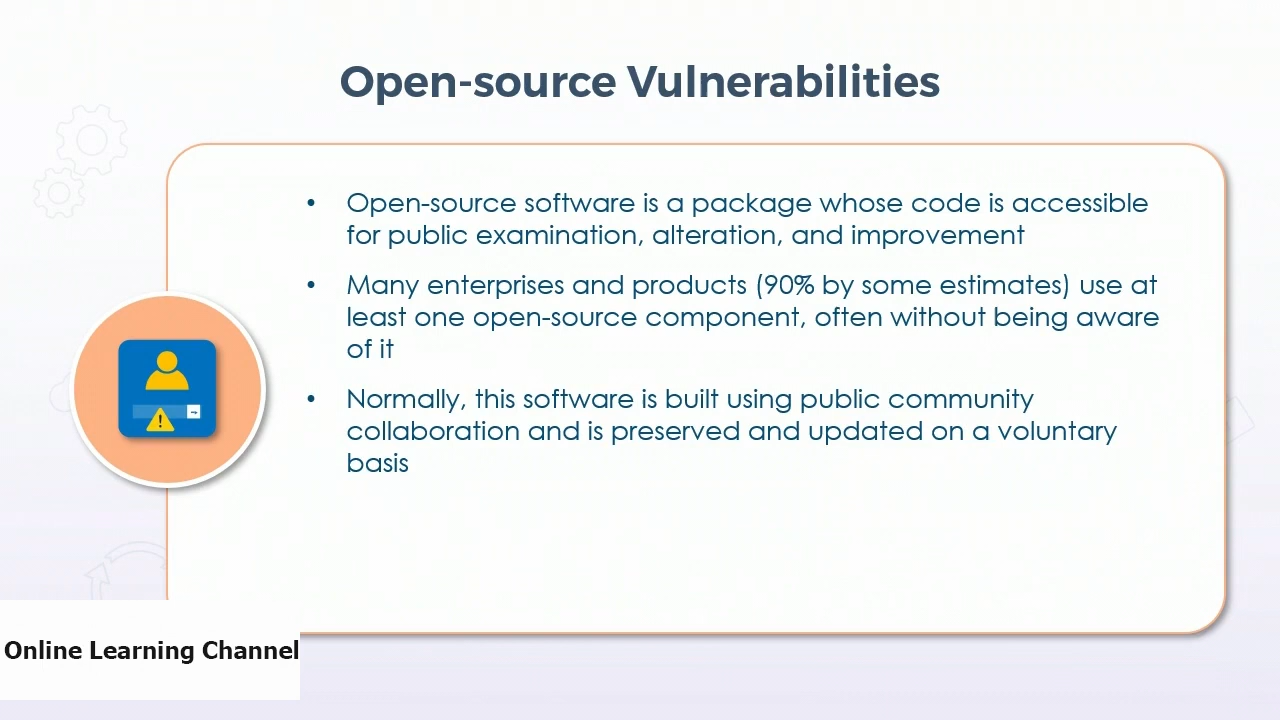 Open-source Vulnerabilities
• Open-source software is a package whose code is accessible
for public examination, alteration, and improvement
• Many enterprises and products (90% by some estimates) use at
least one open-source component, often without being aware
of it
• Normally, this software is built using public community
collaboration and is preserved and updated on a voluntary
basis
Online Learning Channel